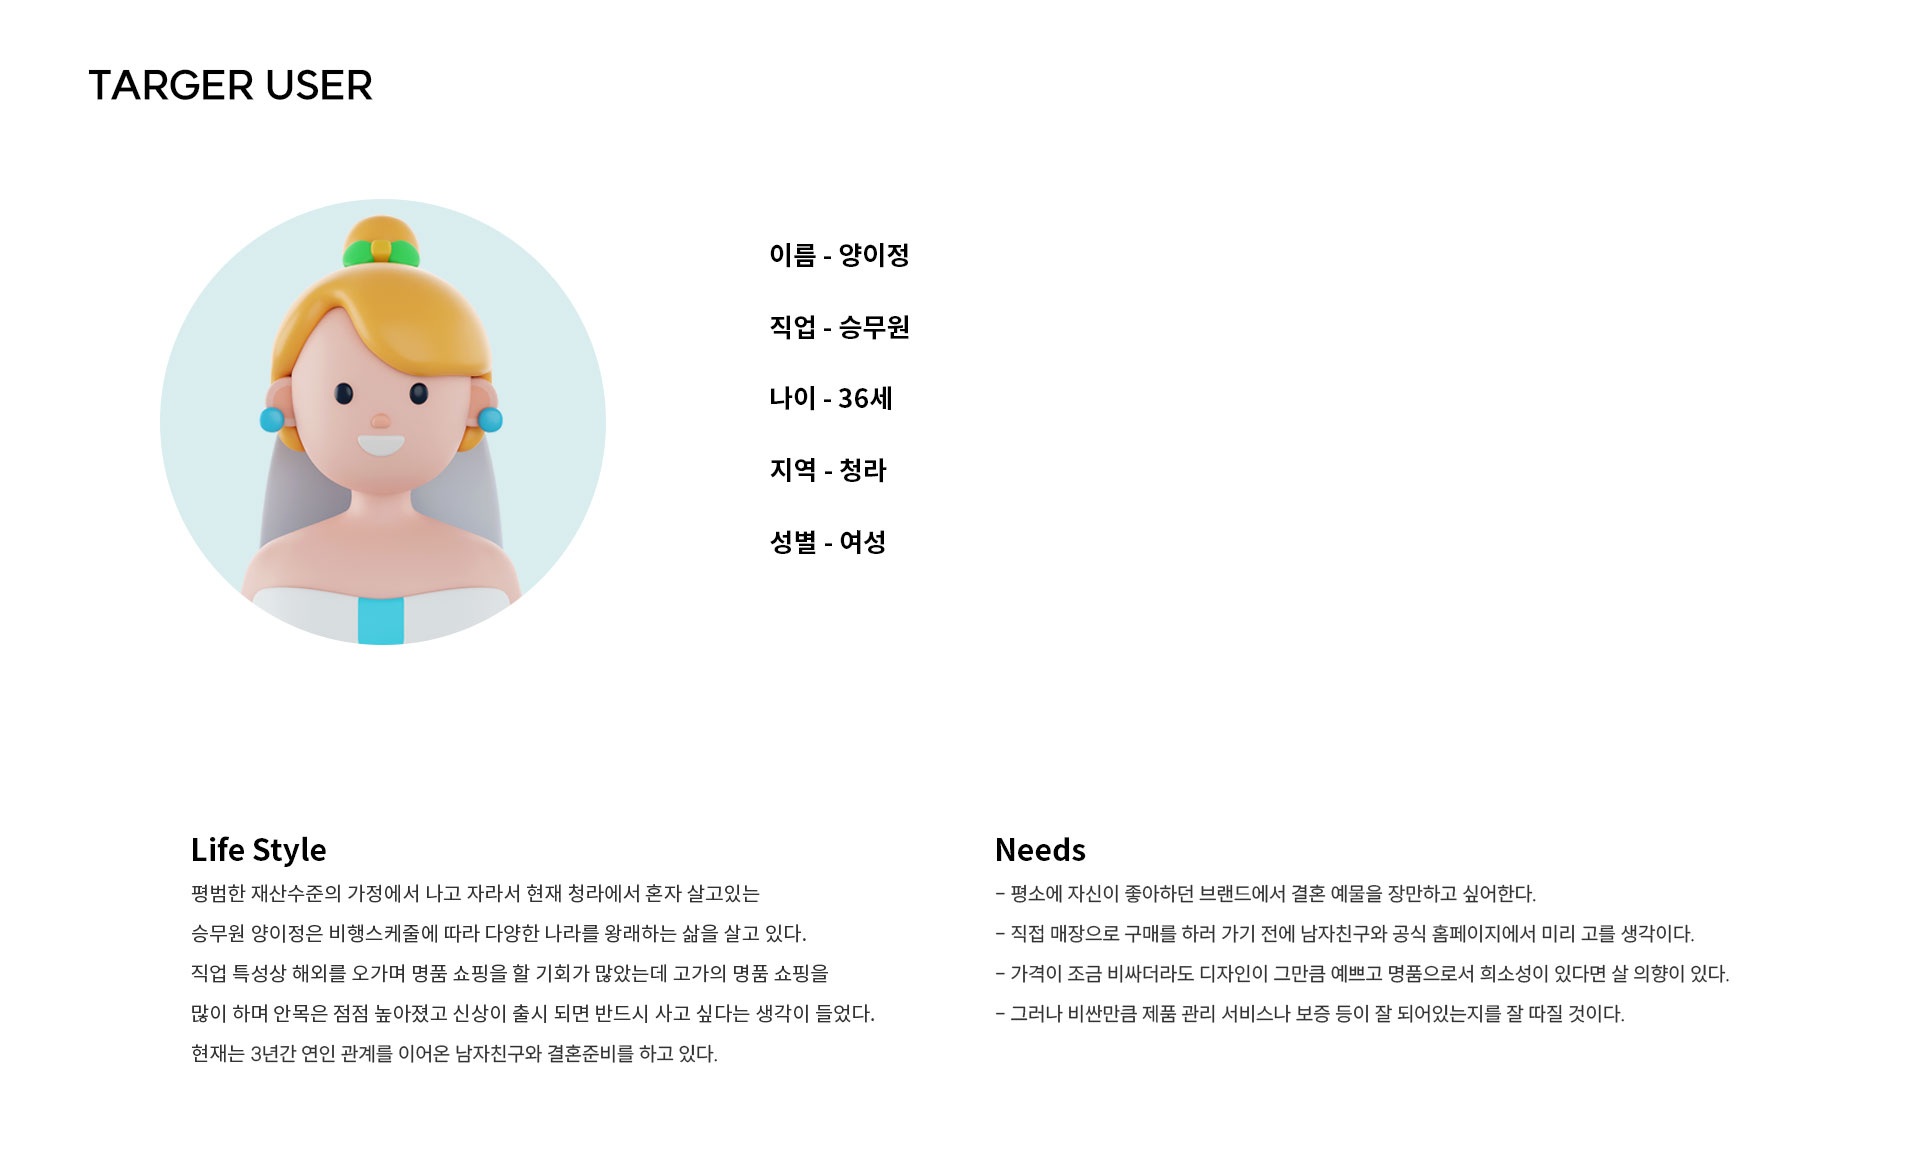 TARGER USER
이름 - 양이정
직업 - 승무원
나이 - 36세
지역 - 청라
성별 - 여성
Life Style
평범한 재산수준의 가정에서 나고 자라서 현재 청라에서 혼자 살고있는
승무원 양이정은 비행스케줄에 따라 다양한 나라를 왕래하는 삶을 살고 있다.
직업 특성상 해외를 오가며 명품 쇼핑을 할 기회가 많았는데 고가의 명품 쇼핑을
많이 하며 안목은 점점 높아졌고 신상이 출시 되면 반드시 사고 싶다는 생각이 들었다.
현재는 3년간 연인 관계를 이어온 남자친구와 결혼준비를 하고 있다.
Needs
- 평소에 자신이 좋아하던 브랜드에서 결혼 예물을 장만하고 싶어한다.
- 직접 매장으로 구매를 하러 가기 전에 남자친구와 공식 홈페이지에서 미리 고를 생각이다.
- 가격이 조금 비싸더라도 디자인이 그만큼 예쁘고 명품으로서 희소성이 있다면 살 의향이 있다.
- 그러나 비싼만큼 제품 관리 서비스나 보증 등이 잘 되어있는지를 잘 따질 것이다.